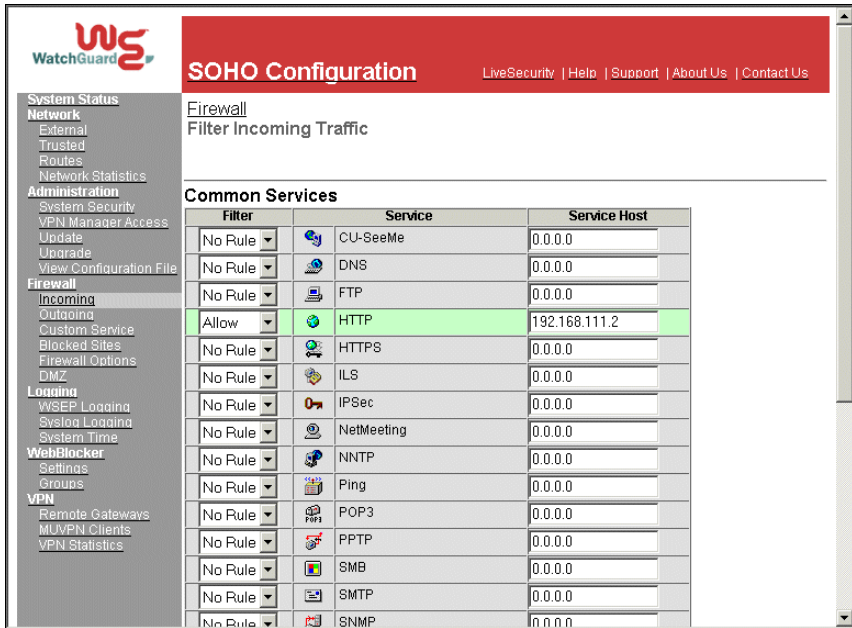 WatchGuard
SOHO Configuration
LiveSecurity | Help | Support | About Us | Contact Us
System Status
Network
External
Trusted
Routes
Network Statistics
Administration
System Security
VPN Manager Access
Update
Upgrade
View Configuration File
Firewall
Incoming
Outgoing
Custom Service
Blocked Sites
Firewall Options
DMZ
Logging
WSEP Logging
Syslog Logging
System Time
WebBlocker
Settings
Groups
VPN
Remote Gateways
MUVPN Clients
VPN Statistics
Firewall
Filter Incoming Traffic
Common Services
Filter Service Service Host
No Rule CU-SeeMe 0.0.0.0
No Rule DNS 0.0.0.0
No Rule FTP 0.0.0.0
Allow HTTP 192.168.111.2
No Rule HTTPS 0.0.0.0
No Rule ILS 0.0.0.0
No Rule IPSec 0.0.0.0
No Rule NetMeeting 0.0.0.0
No Rule NNTP 0.0.0.0
No Rule Ping 0.0.0.0
No Rule POP3 POP3 0.0.0.0
No Rule PPTP 0.0.0.0
No Rule SMB 0.0.0.0
No Rule SMTP 0.0.0.0
No Rule SNMP 0.0.0.0